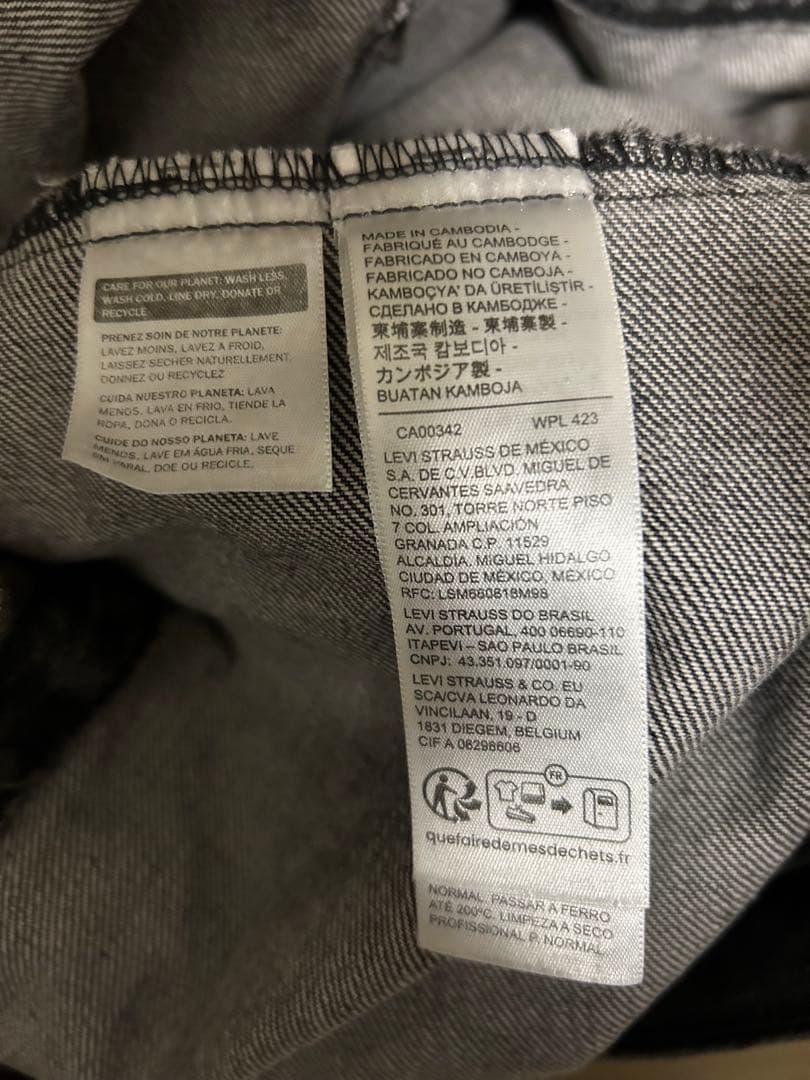 CARE FOR OUR PLANET: WASH LESS,
WASH COLD, LINE DRY, DONATE OR
RECYCLE
PRENEZ SOIN DE NOTRE PLANETE:
LAVEZ MOINS, LAVEZ A FROID,
LAISSEZ SECHER NATURELLEMENT,
DONNEZ OU RECYCLEZ
CUIDA NUESTRO PLANETA: LAVA
MENOS, LAVA EN FRIO, TIENDE LA
ROPA, DONA O RECICLA.
CUIDE DO NOSSO PLANETA: LAVE
MENOS, LAVE EM ÁGUA FRIA, SEQUE
EM VARAL, DOE OU RECICLE.
MADE IN CAMBODIA -
FABRIQUÉ AU CAMBODGE -
FABRICADO EN CAMBOYA -
FABRICADO NO CAMBOJA -
KAMBOÇYA' DA ÜRETİLİŞTİR -
СДЕЛАНО В КАМБОДЖЕ -
柬埔寨制造 - 柬埔寨製 -
제조국 캄보디아 -
カンボジア製 -
BUATAN KAMBOJA
CA00342 WPL 423
LEVI STRAUSS DE MÉXICO
S.A. DE C.V. BLVD. MIGUEL DE
CERVANTES SAAVEDRA
NO. 301, TORRE NORTE PISO
7 COL. AMPLIACIÓN
GRANADA C.P. 11529
ALCALDÍA, MIGUEL HIDALGO
CIUDAD DE MÉXICO, MÉXICO
RFC: LSM660618M98
LEVI STRAUSS DO BRASIL
AV. PORTUGAL, 400 06690-110
ITAPEVI – SAO PAULO BRASIL
CNPJ: 43.351.097/0001-90
LEVI STRAUSS & CO. EU
SCA/CVA LEONARDO DA
VINCILAAN, 19 - D
1831 DIEGEM, BELGIUM
CIF A 06298606
FR
quefairedemesdechets.fr
NORMAL. PASSAR A FERRO
ATÉ 200ºC. LIMPEZA A SECO
PROFISSIONAL P. NORMAL.